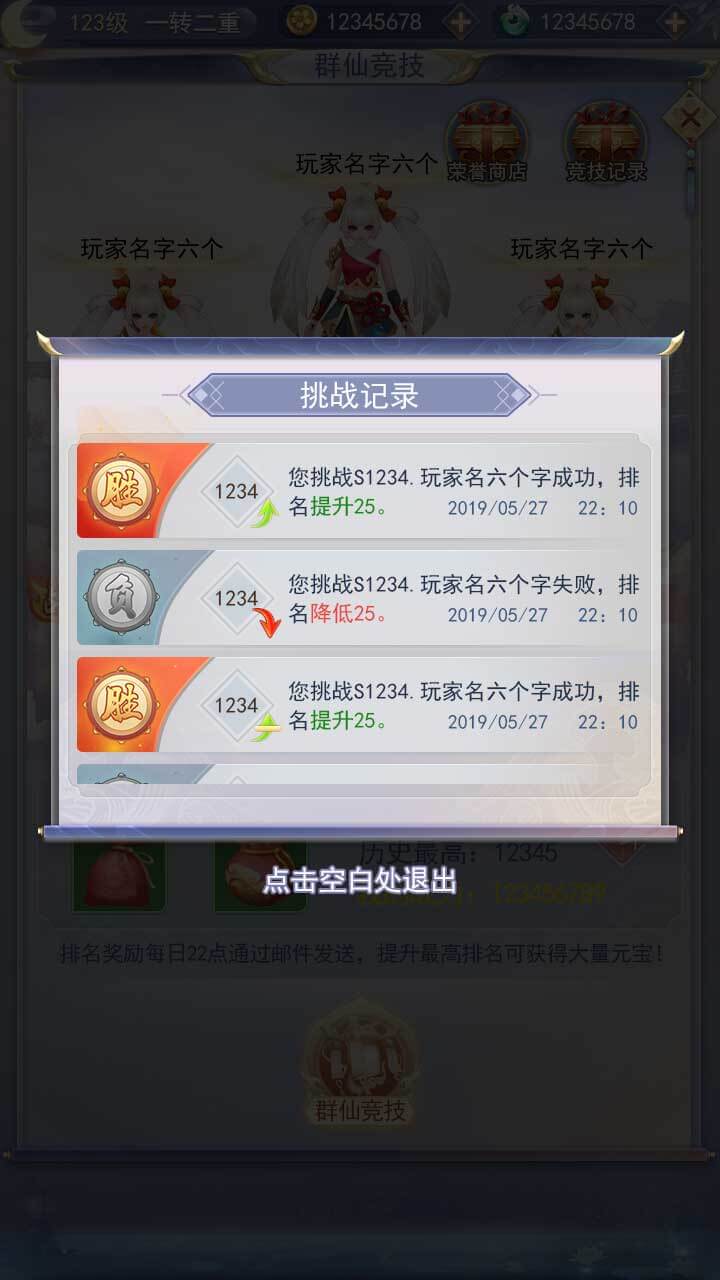 123级 一转二重 12345678 12345678
群仙竞技
玩家名字六个
荣誉商店 竞技记录
玩家名字六个 玩家名字六个
挑战记录
胜
1234
您挑战S1234.玩家名六个字成功，排
名提升25。 2019/05/27 22：10
负
1234
您挑战S1234.玩家名六个字失败，排
名降低25。 2019/05/27 22：10
胜
1234
您挑战S1234.玩家名六个字成功，排
名提升25。 2019/05/27 22：10
历史最高：12345
点击空白处退出
123456789
排名奖励每日22点通过邮件发送，提升最高排名可获得大量元宝！
群仙竞技